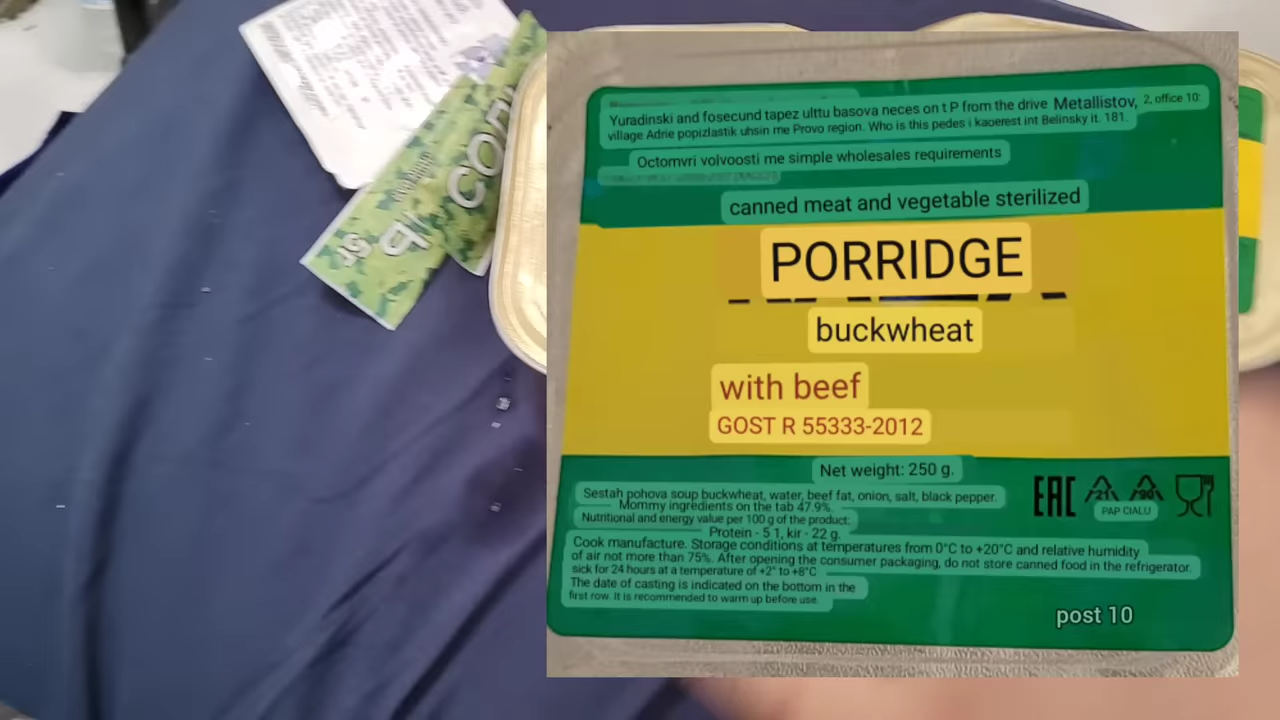 СОЛЬ
5г
Yuradinski and fosecund tapez ulttu basova neces on t P from the drive Metallistov, 2, office 10:
village Adrie popizlastik uhsin me Provo region. Who is this pedes i kaoerest int Belinsky it. 181.
Octomvri volvoosti me simple wholesales requirements
canned meat and vegetable sterilized
PORRIDGE
buckwheat
with beef
GOST R 55333-2012
Net weight: 250 g.
Sestah pohova soup buckwheat, water, beef fat, onion, salt, black pepper.
Mommy ingredients on the tab 47.9%.
Nutritional and energy value per 100 g of the product:
Protein - 5 1, kir - 22 g.
Cook manufacture. Storage conditions at temperatures from 0°C to +20°C and relative humidity
of air not more than 75%. After opening the consumer packaging, do not store canned food in the refrigerator.
sick for 24 hours at a temperature of +2° to +8°C
The date of casting is indicated on the bottom in the
first row. It is recommended to warm up before use.
EAC
21
90
PAP CIALU
post 10